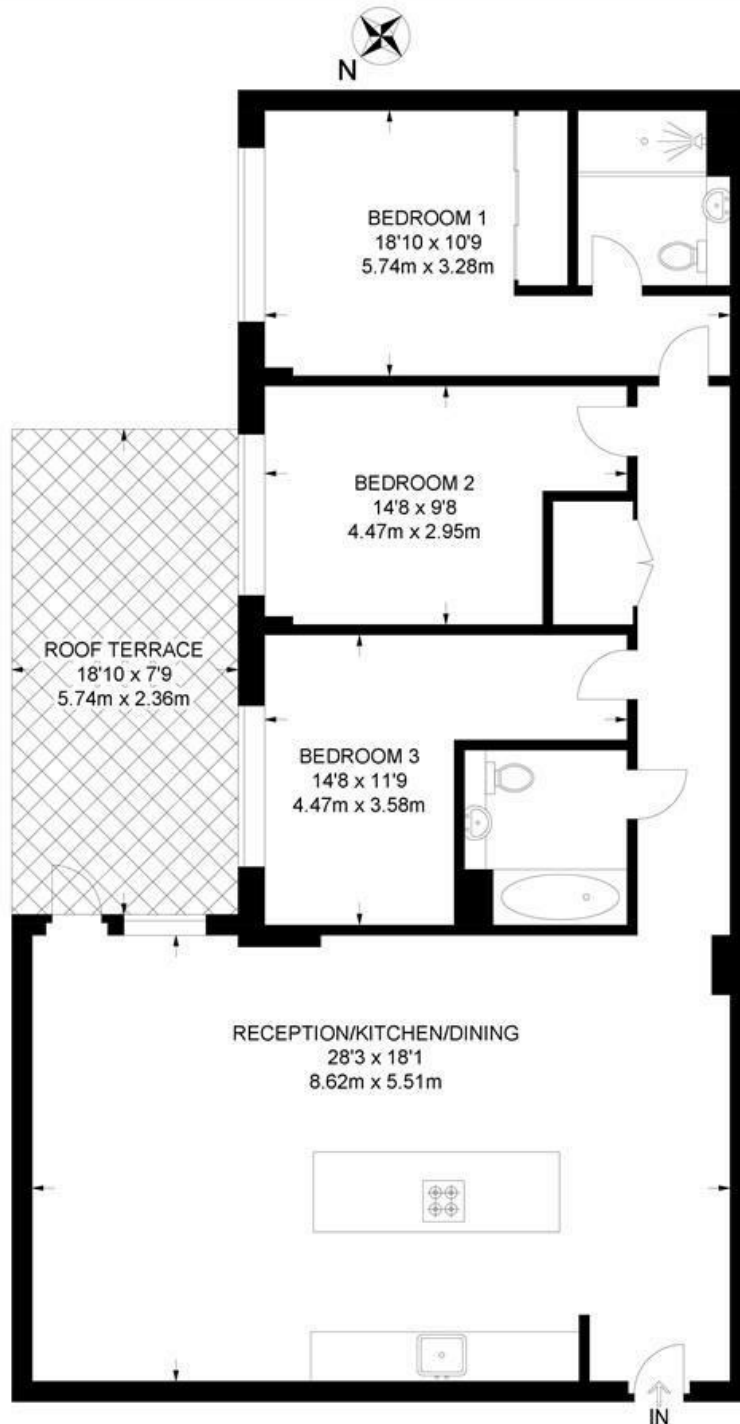 N
BEDROOM 1
18'10 x 10'9
5.74m x 3.28m
BEDROOM 2
14'8 x 9'8
4.47m x 2.95m
ROOF TERRACE
18'10 x 7'9
5.74m x 2.36m
BEDROOM 3
14'8 x 11'9
4.47m x 3.58m
RECEPTION/KITCHEN/DINING
28'3 x 18'1
8.62m x 5.51m
IN